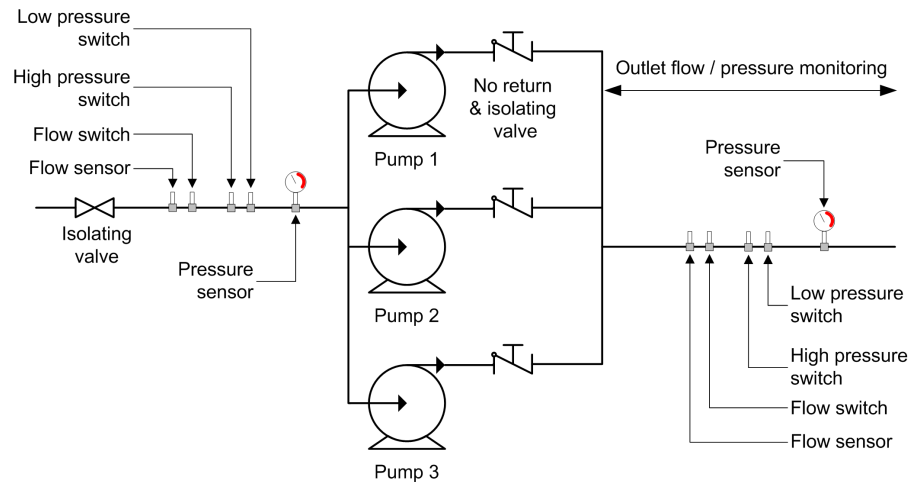 Low pressure
switch
High pressure
switch
Flow switch
Flow sensor
Isolating
valve
Pressure
sensor
Pump 1
No return
& isolating
valve
Pump 2
Pump 3
Outlet flow / pressure monitoring
Pressure
sensor
Low pressure
switch
High pressure
switch
Flow switch
Flow sensor